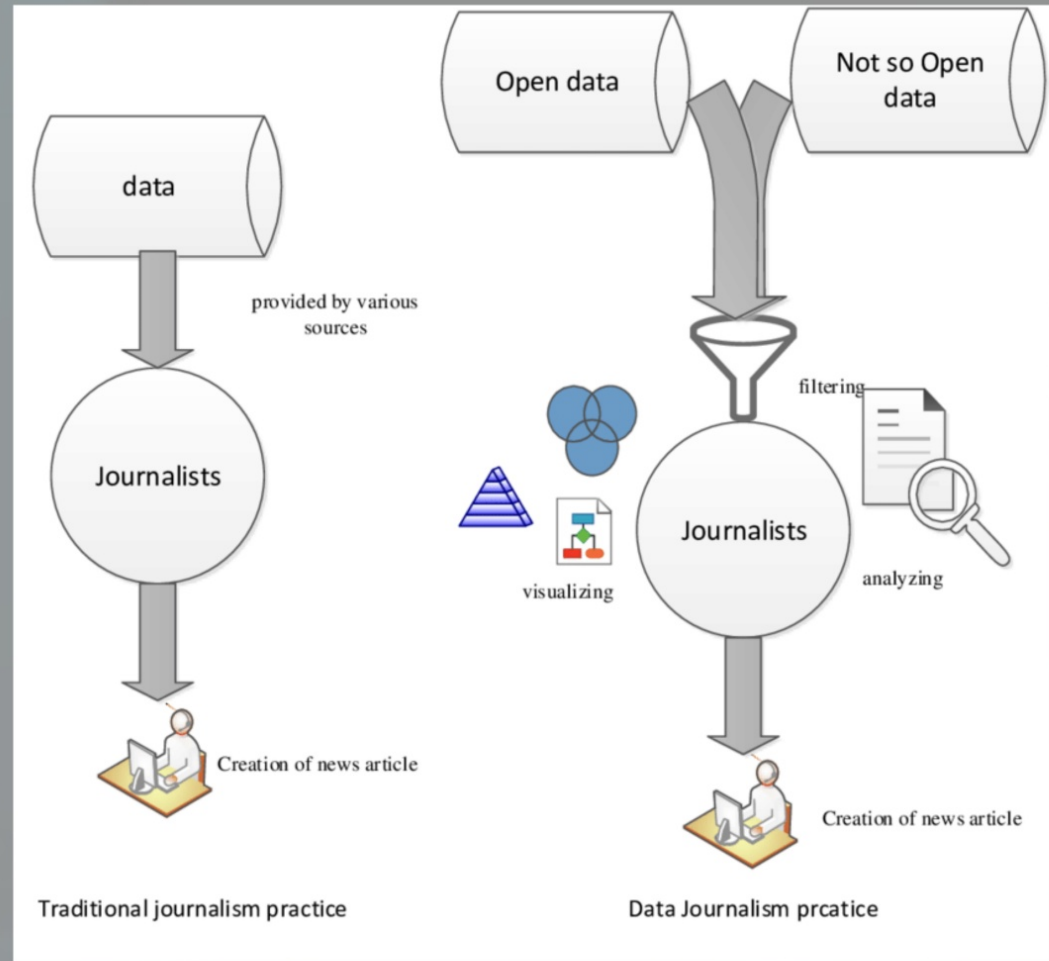 data
provided by various
sources
Journalists
Creation of news article
Traditional journalism practice
Open data
Not so Open
data
filtering
Journalists
visualizing
analyzing
Creation of news article
Data Journalism prcatice